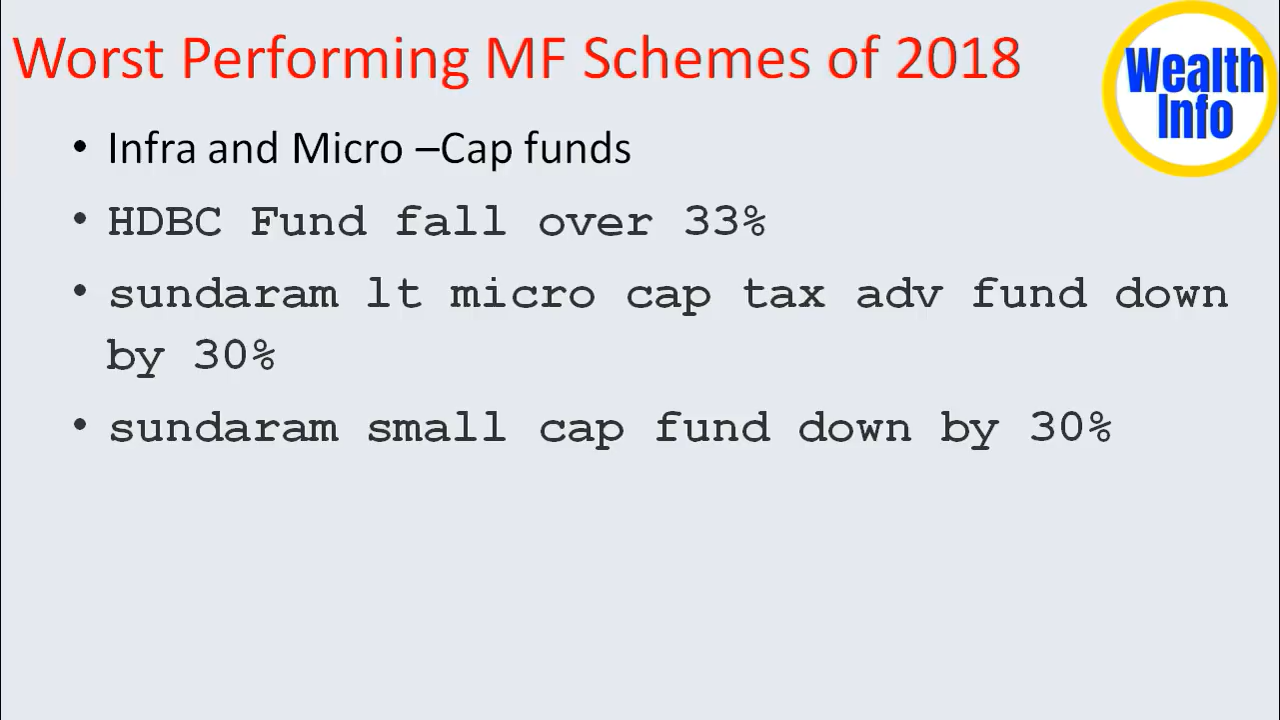 Worst Performing MF Schemes of 2018
Wealth
Info
• Infra and Micro –Cap funds
• HDBC Fund fall over 33%
• sundaram lt micro cap tax adv fund down
by 30%
• sundaram small cap fund down by 30%